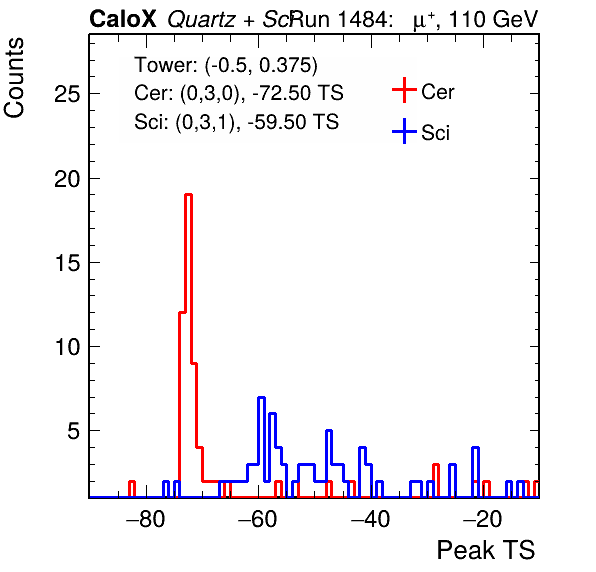 CaloX Quartz + Sci Run 1484: μ⁺, 110 GeV
Counts
Tower: (-0.5, 0.375)
Cer: (0,3,0), -72.50 TS
Sci: (0,3,1), -59.50 TS
Cer
Sci
25
20
15
10
5
−80 −60 −40 −20
Peak TS